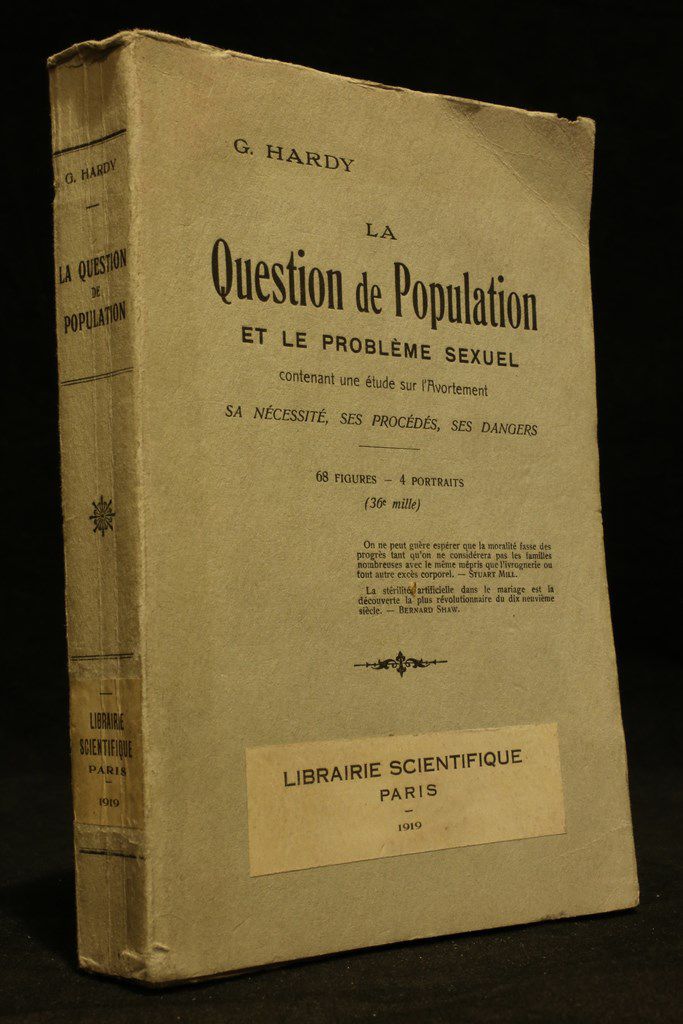 G. HARDY
LA QUESTION
DE
POPULATION
LIBRAIRIE
SCIENTIFIQUE
PARIS
1919
G. HARDY
LA
Question de Population
ET LE PROBLÈME SEXUEL
contenant une étude sur l'Avortement
SA NÉCESSITÉ, SES PROCÉDÉS, SES DANGERS
68 FIGURES – 4 PORTRAITS
(36e mille)
On ne peut guère espérer que la moralité fasse des
progrès tant qu'on ne considérera pas les familles
nombreuses avec le même mépris que l'ivrognerie ou
tout autre excès corporel. — STUART MILL.
La stérilité artificielle dans le mariage est la
découverte la plus révolutionnaire du dix neuvième
siècle. — BERNARD SHAW.
LIBRAIRIE SCIENTIFIQUE
PARIS
–
1919